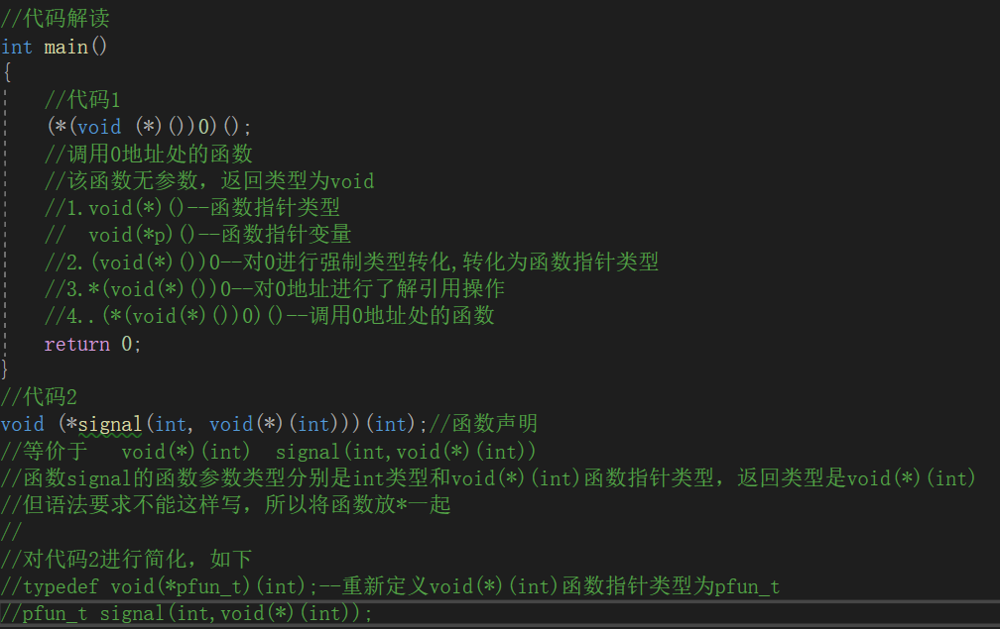 //代码解读
int main()
{
//代码1
(*(void (*)())0)();
//调用0地址处的函数
//该函数无参数，返回类型为void
//1.void(*)()--函数指针类型
//  void(*p)()--函数指针变量
//2.(void(*)())0--对0进行强制类型转化,转化为函数指针类型
//3.*(void(*)())0--对0地址进行了解引用操作
//4..(*(void(*)())0)()--调用0地址处的函数
return 0;
}
//代码2
void (*signal(int, void(*)(int)))(int);//函数声明
//等价于   void(*)(int)  signal(int,void(*)(int))
//函数signal的函数参数类型分别是int类型和void(*)(int)函数指针类型，返回类型是void(*)(int)
//但语法要求不能这样写，所以将函数放*一起
//
//对代码2进行简化，如下
//typedef void(*pfun_t)(int);--重新定义void(*)(int)函数指针类型为pfun_t
//pfun_t signal(int,void(*)(int));